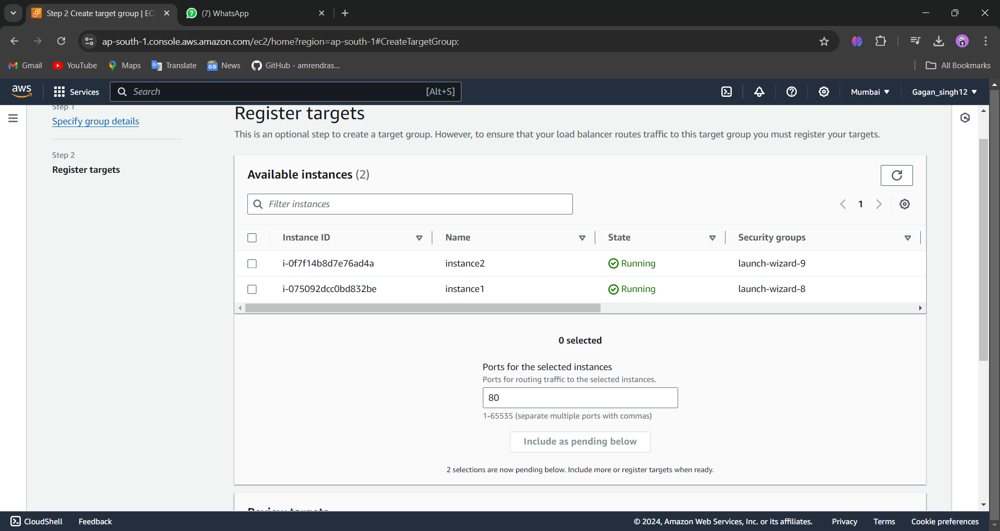 Step 2 Create target group | EC
(7) WhatsApp
ap-south-1.console.aws.amazon.com/ec2/home?region=ap-south-1#CreateTargetGroup:
Gmail YouTube Maps Translate News GitHub - amrendras... All Bookmarks
aws Services Search [Alt+S] Mumbai Gagan_singh12
Step 1
Specify group details
Step 2
Register targets
Register targets
This is an optional step to create a target group. However, to ensure that your load balancer routes traffic to this target group you must register your targets.
Available instances (2)
Filter instances
1
Instance ID Name State Security groups
i-0f7f14b8d7e76ad4a instance2 Running launch-wizard-9
i-075092dcc0bd832be instance1 Running launch-wizard-8
0 selected
Ports for the selected instances
Ports for routing traffic to the selected instances.
80
1-65535 (separate multiple ports with commas)
Include as pending below
2 selections are now pending below. Include more or register targets when ready.
Review targets
CloudShell Feedback © 2024, Amazon Web Services, Inc. or its affiliates. Privacy Terms Cookie preferences